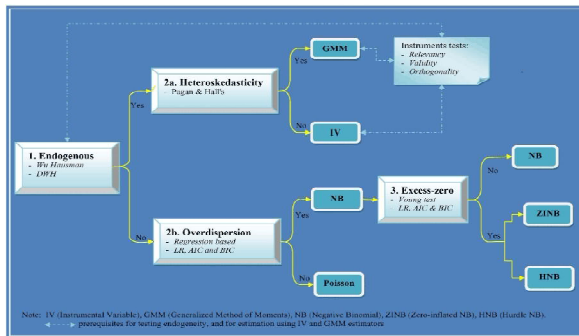 GMM
Instruments tests:
- Relevancy
- Validity
- Orthogonality
Yes
2a. Heteroskedasticity
- Pagan & Hall's
Yes
No
IV
1. Endogenous
- Wu Hausman
- DWH
NB
No
NB
3. Excess-zero
- Voung test
- LR, AIC & BIC
ZINB
Yes
Yes
2b. Overdispersion
- Regression based
- LR, AIC and BIC
No
No
HNB
Poisson
Note: IV (Instrumental Variable), GMM (Generalized Method of Moments), NB (Negative Binomial), ZINB (Zero-inflated NB), HNB (Hurdle NB).
prerequisites for testing endogeneity, and for estimation using IV and GMM estimators